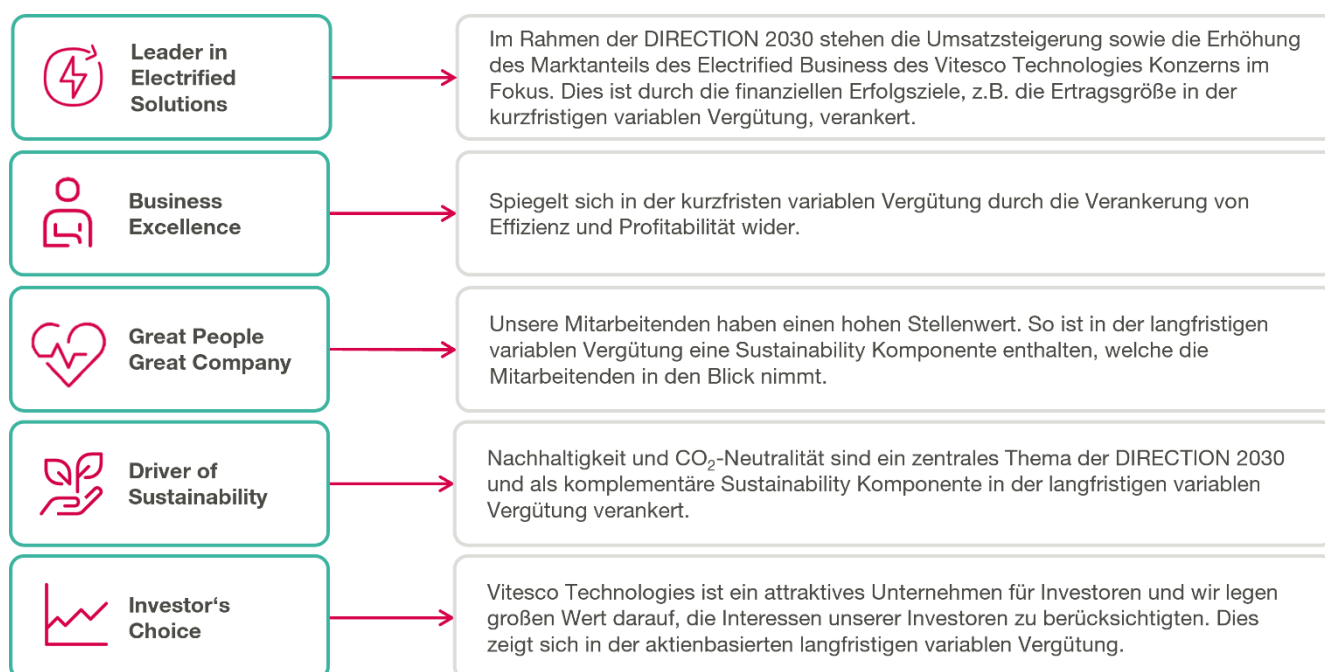 Leader in
Electrified
Solutions
Im Rahmen der DIRECTION 2030 stehen die Umsatzsteigerung sowie die Erhöhung
des Marktanteils des Electrified Business des Vitesco Technologies Konzerns im
Fokus. Dies ist durch die finanziellen Erfolgsziele, z.B. die Ertragsgröße in der
kurzfristigen variablen Vergütung, verankert.
Business
Excellence
Spiegelt sich in der kurzfristen variablen Vergütung durch die Verankerung von
Effizienz und Profitabilität wider.
Great People
Great Company
Unsere Mitarbeitenden haben einen hohen Stellenwert. So ist in der langfristigen
variablen Vergütung eine Sustainability Komponente enthalten, welche die
Mitarbeitenden in den Blick nimmt.
Driver of
Sustainability
Nachhaltigkeit und CO₂-Neutralität sind ein zentrales Thema der DIRECTION 2030
und als komplementäre Sustainability Komponente in der langfristigen variablen
Vergütung verankert.
Investor‘s
Choice
Vitesco Technologies ist ein attraktives Unternehmen für Investoren und wir legen
großen Wert darauf, die Interessen unserer Investoren zu berücksichtigten. Dies
zeigt sich in der aktienbasierten langfristigen variablen Vergütung.